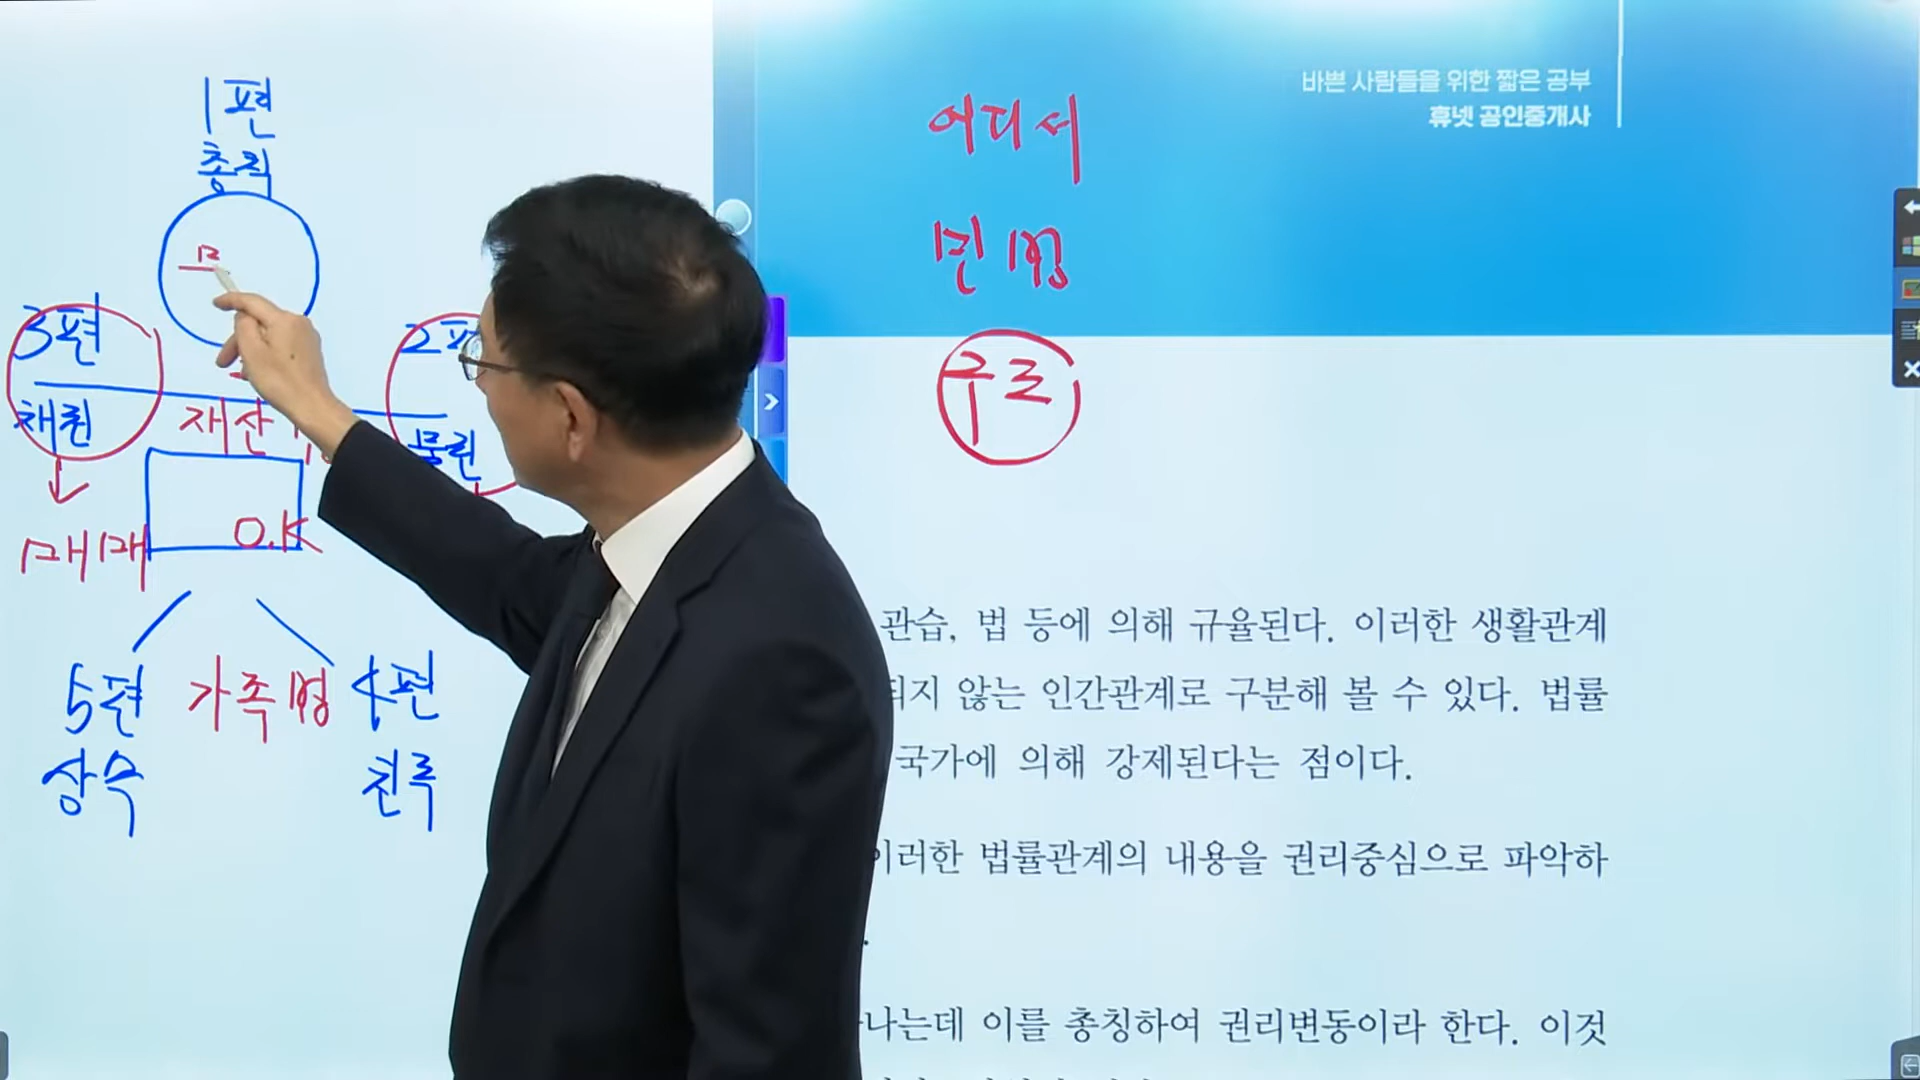 1편
총칙
3편
채권
재산
물권
O.K
매매
5편
상속
가족법
4편
친족
바쁜 사람들을 위한 짧은 공부
휴넷 공인중개사
어디서
민법
구조
관습, 법 등에 의해 규율된다. 이러한 생활관계
되지 않는 인간관계로 구분해 볼 수 있다. 법률
국가에 의해 강제된다는 점이다.
이러한 법률관계의 내용을 권리중심으로 파악하
나는데 이를 총칭하여 권리변동이라 한다. 이것